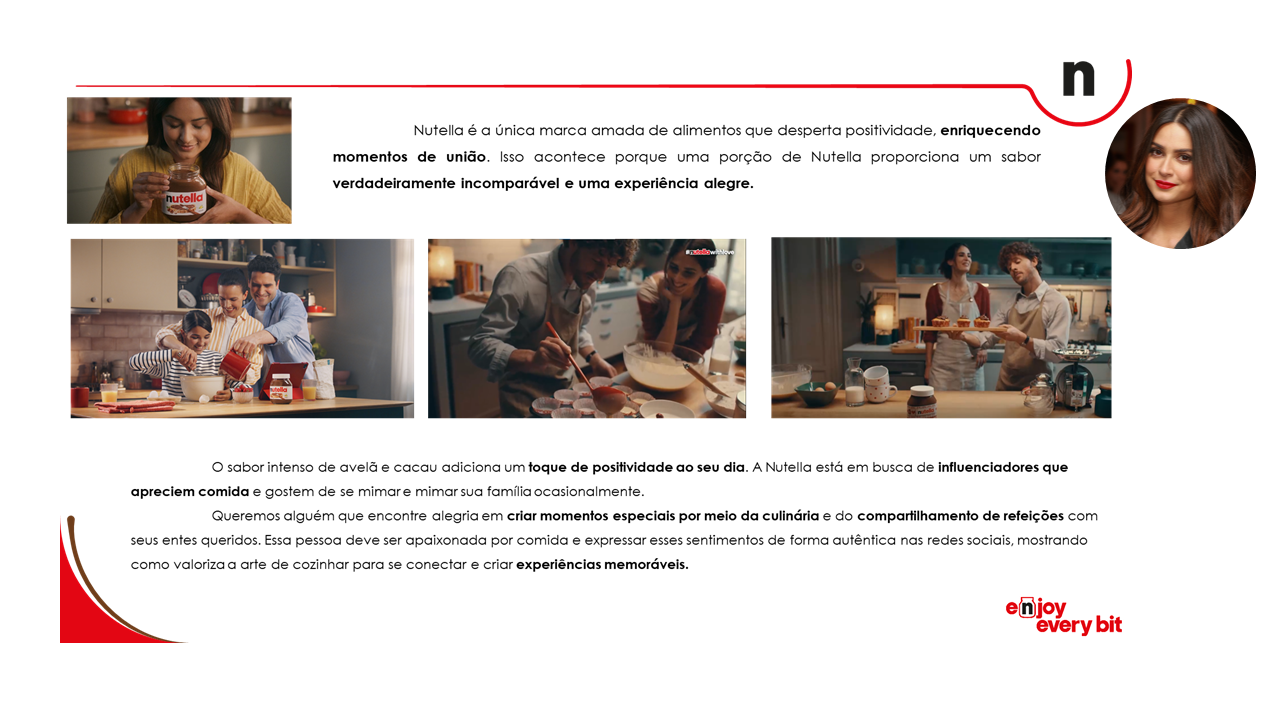 n
Nutella é a única marca amada de alimentos que desperta positividade, enriquecendo
momentos de união. Isso acontece porque uma porção de Nutella proporciona um sabor
verdadeiramente incomparável e uma experiência alegre.
nutella
#nutellawithlove
nutella
nutella
O sabor intenso de avelã e cacau adiciona um toque de positividade ao seu dia. A Nutella está em busca de influenciadores que
apreciem comida e gostem de se mimar e mimar sua família ocasionalmente.
Queremos alguém que encontre alegria em criar momentos especiais por meio da culinária e do compartilhamento de refeições com
seus entes queridos. Essa pessoa deve ser apaixonada por comida e expressar esses sentimentos de forma autêntica nas redes sociais, mostrando
como valoriza a arte de cozinhar para se conectar e criar experiências memoráveis.
enjoy
every bit